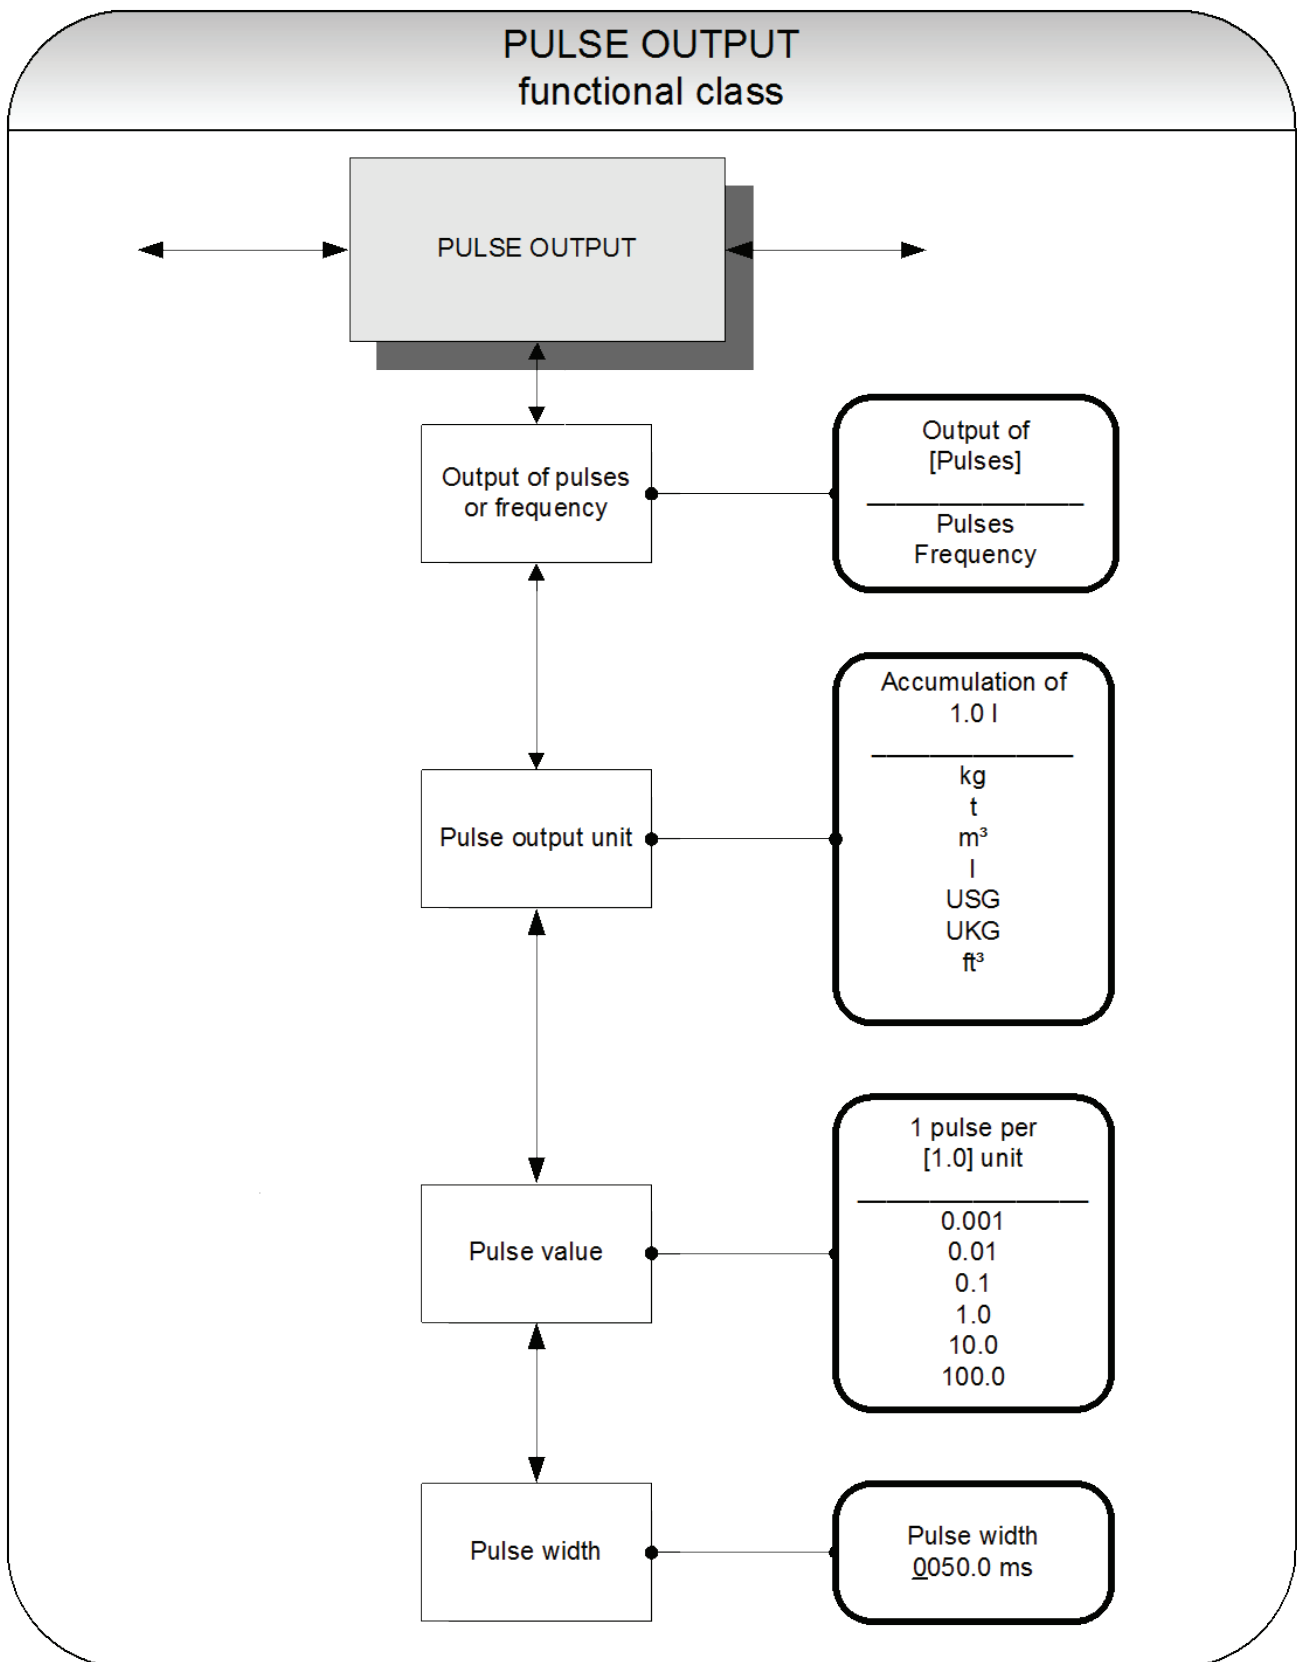 PULSE OUTPUT
functional class
PULSE OUTPUT
Output of pulses
or frequency
Output of
[Pulses]
Pulses
Frequency
Pulse output unit
Accumulation of
1.0 l
kg
t
m³
l
USG
UKG
ft³
Pulse value
1 pulse per
[1.0] unit
0.001
0.01
0.1
1.0
10.0
100.0
Pulse width
Pulse width
0050.0 ms